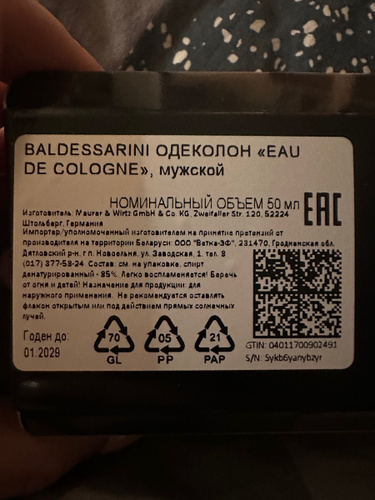 BALDESSARINI ОДЕКОЛОН «EAU
DE COLOGNE», мужской
НОМИНАЛЬНЫЙ ОБЪЕМ 50 мл
EAC
Изготовитель: Maurer & Wirtz GmbH & Co. KG, Zweifaller Str. 120, 52224
Штольберг, Германия
Импортер/уполномоченный изготовителем на принятие претензий от
производителя на территории Беларуси: ООО "Ветка-ЭФ", 231470, Гродненская обл.
Дятловский р-н, г.п. Новоельня, ул. Заводская, 1, тел. 8
(017) 377-53-24. Состав: см. на упаковке, спирт
денатурированный - 85%. Легко воспламеняется! Беречь
от огня и детей! Назначение для продукции: для
наружного применения. Не рекомендуется оставлять
флакон открытым или под действием прямых солнечных
лучей.
Годен до:
01.2029
70
GL
05
PP
21
PAP
GTIN: 04011700902491
S/N: Sykb6yanybzyr